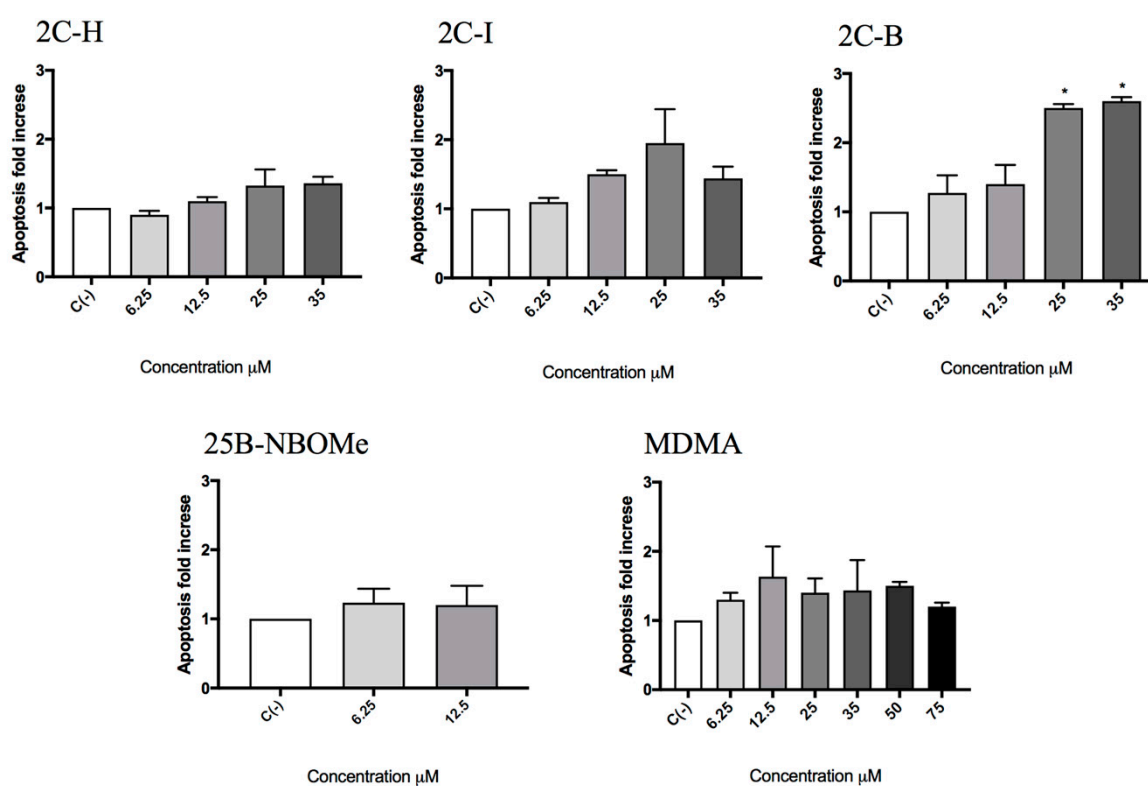 2C-H
3
2
1
0
Apoptosis fold increse
C(-)
6.25
12.5
25
35
Concentration μM
2C-I
3
2
1
0
Apoptosis fold increse
C(-)
6.25
12.5
25
35
Concentration μM
2C-B
3
2
1
0
Apoptosis fold increse
*
*
C(-)
6.25
12.5
25
35
Concentration μM
25B-NBOMe
3
2
1
0
Apoptosis fold increse
C(-)
6.25
12.5
Concentration μM
MDMA
3
2
1
0
Apoptosis fold increse
C(-)
6.25
12.5
25
35
50
75
Concentration μM